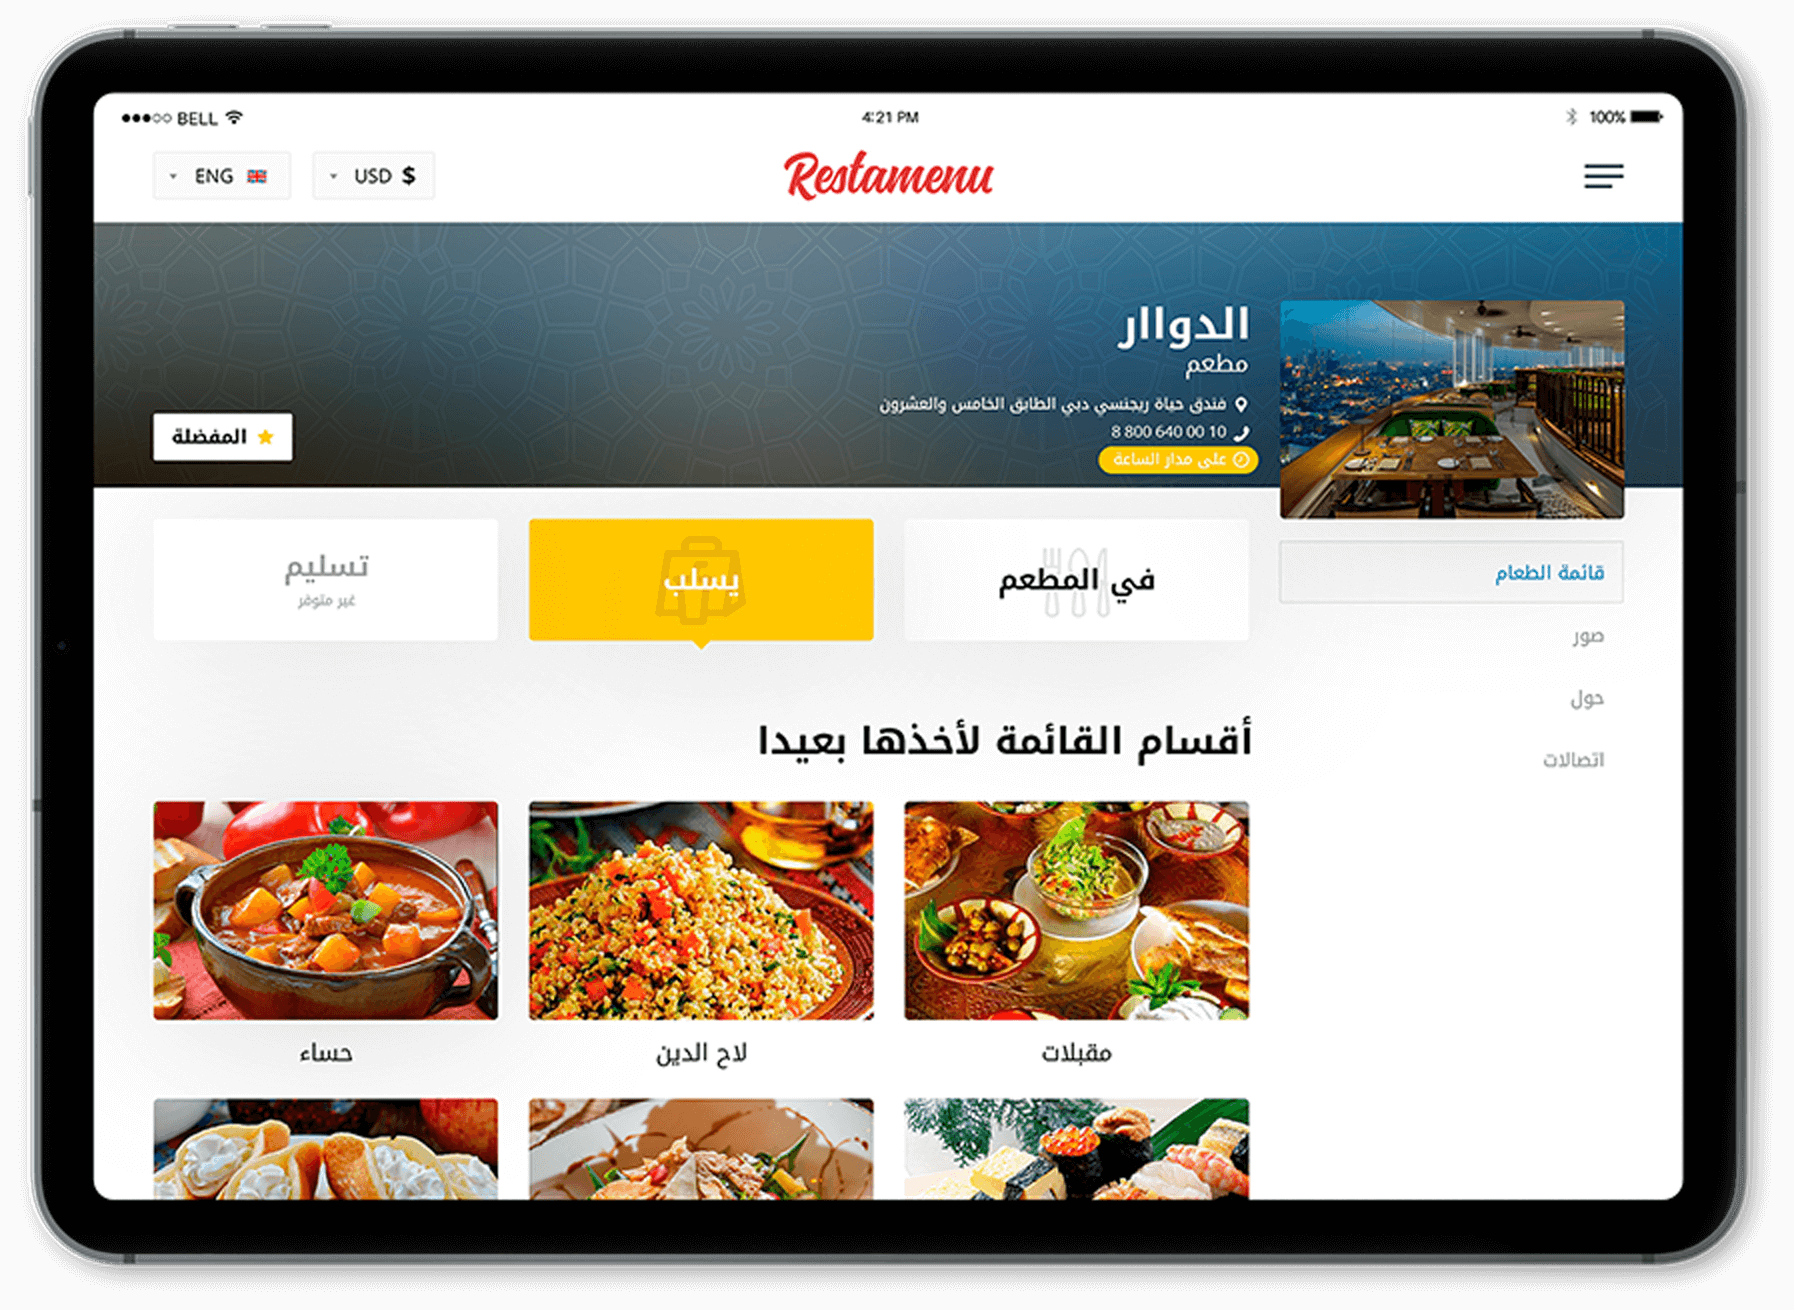 BELL
4:21 PM
100%
ENG
USD $
Restamenu
الدواار
مطعم
فندق حياة ريجنسي دبي الطابق الخامس والعشرون
8 800 640 00 10
على مدار الساعة
المفضلة
قائمة الطعام
صور
حول
اتصالات
في المطعم
يسلب
تسليم
غير متوفر
أقسام القائمة لأخذها بعيدا
مقبلات
لاح الدين
حساء